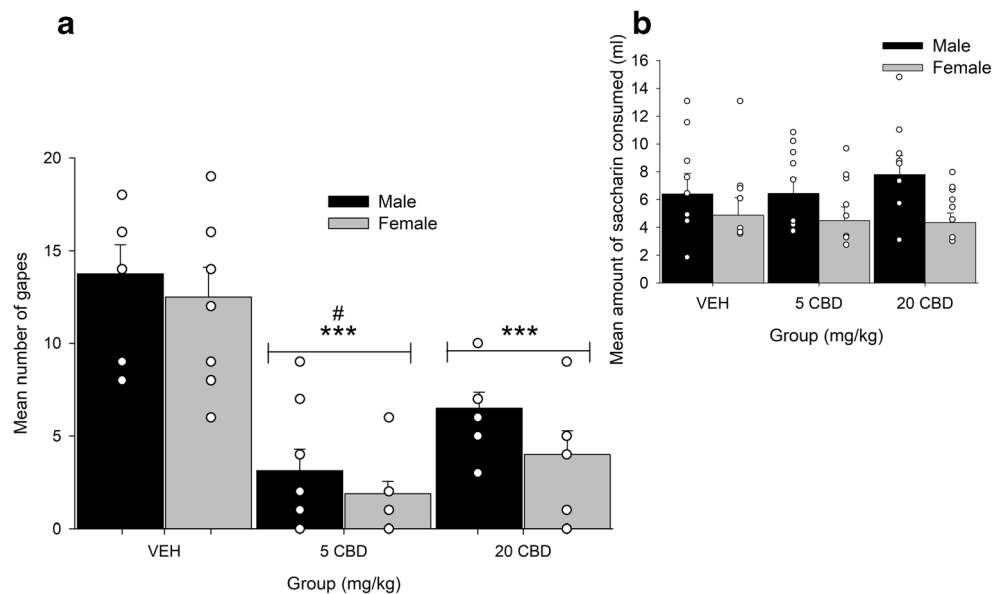 a
Mean number of gapes
20
15
10
5
0
Male
Female
#
***
***
VEH
5 CBD
20 CBD
Group (mg/kg)
b
Mean amount of saccharin consumed (ml)
16
14
12
10
8
6
4
2
0
Male
Female
VEH
5 CBD
20 CBD
Group (mg/kg)